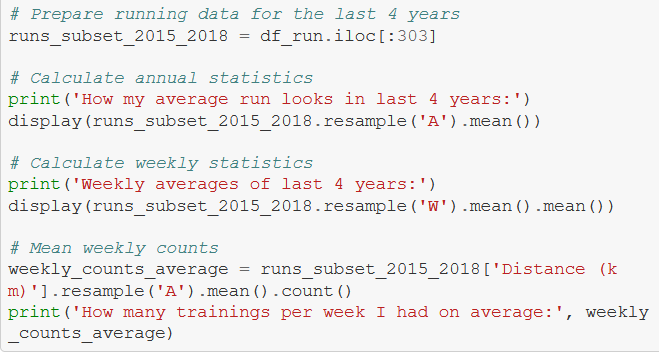 # Prepare running data for the last 4 years
runs_subset_2015_2018 = df_run.iloc[:303]
# Calculate annual statistics
print('How my average run looks in last 4 years:')
display(runs_subset_2015_2018.resample('A').mean())
# Calculate weekly statistics
print('Weekly averages of last 4 years:')
display(runs_subset_2015_2018.resample('W').mean().mean())
# Mean weekly counts
weekly_counts_average = runs_subset_2015_2018['Distance (k
m)'].resample('A').mean().count()
print('How many trainings per week I had on average:', weekly
_counts_average)